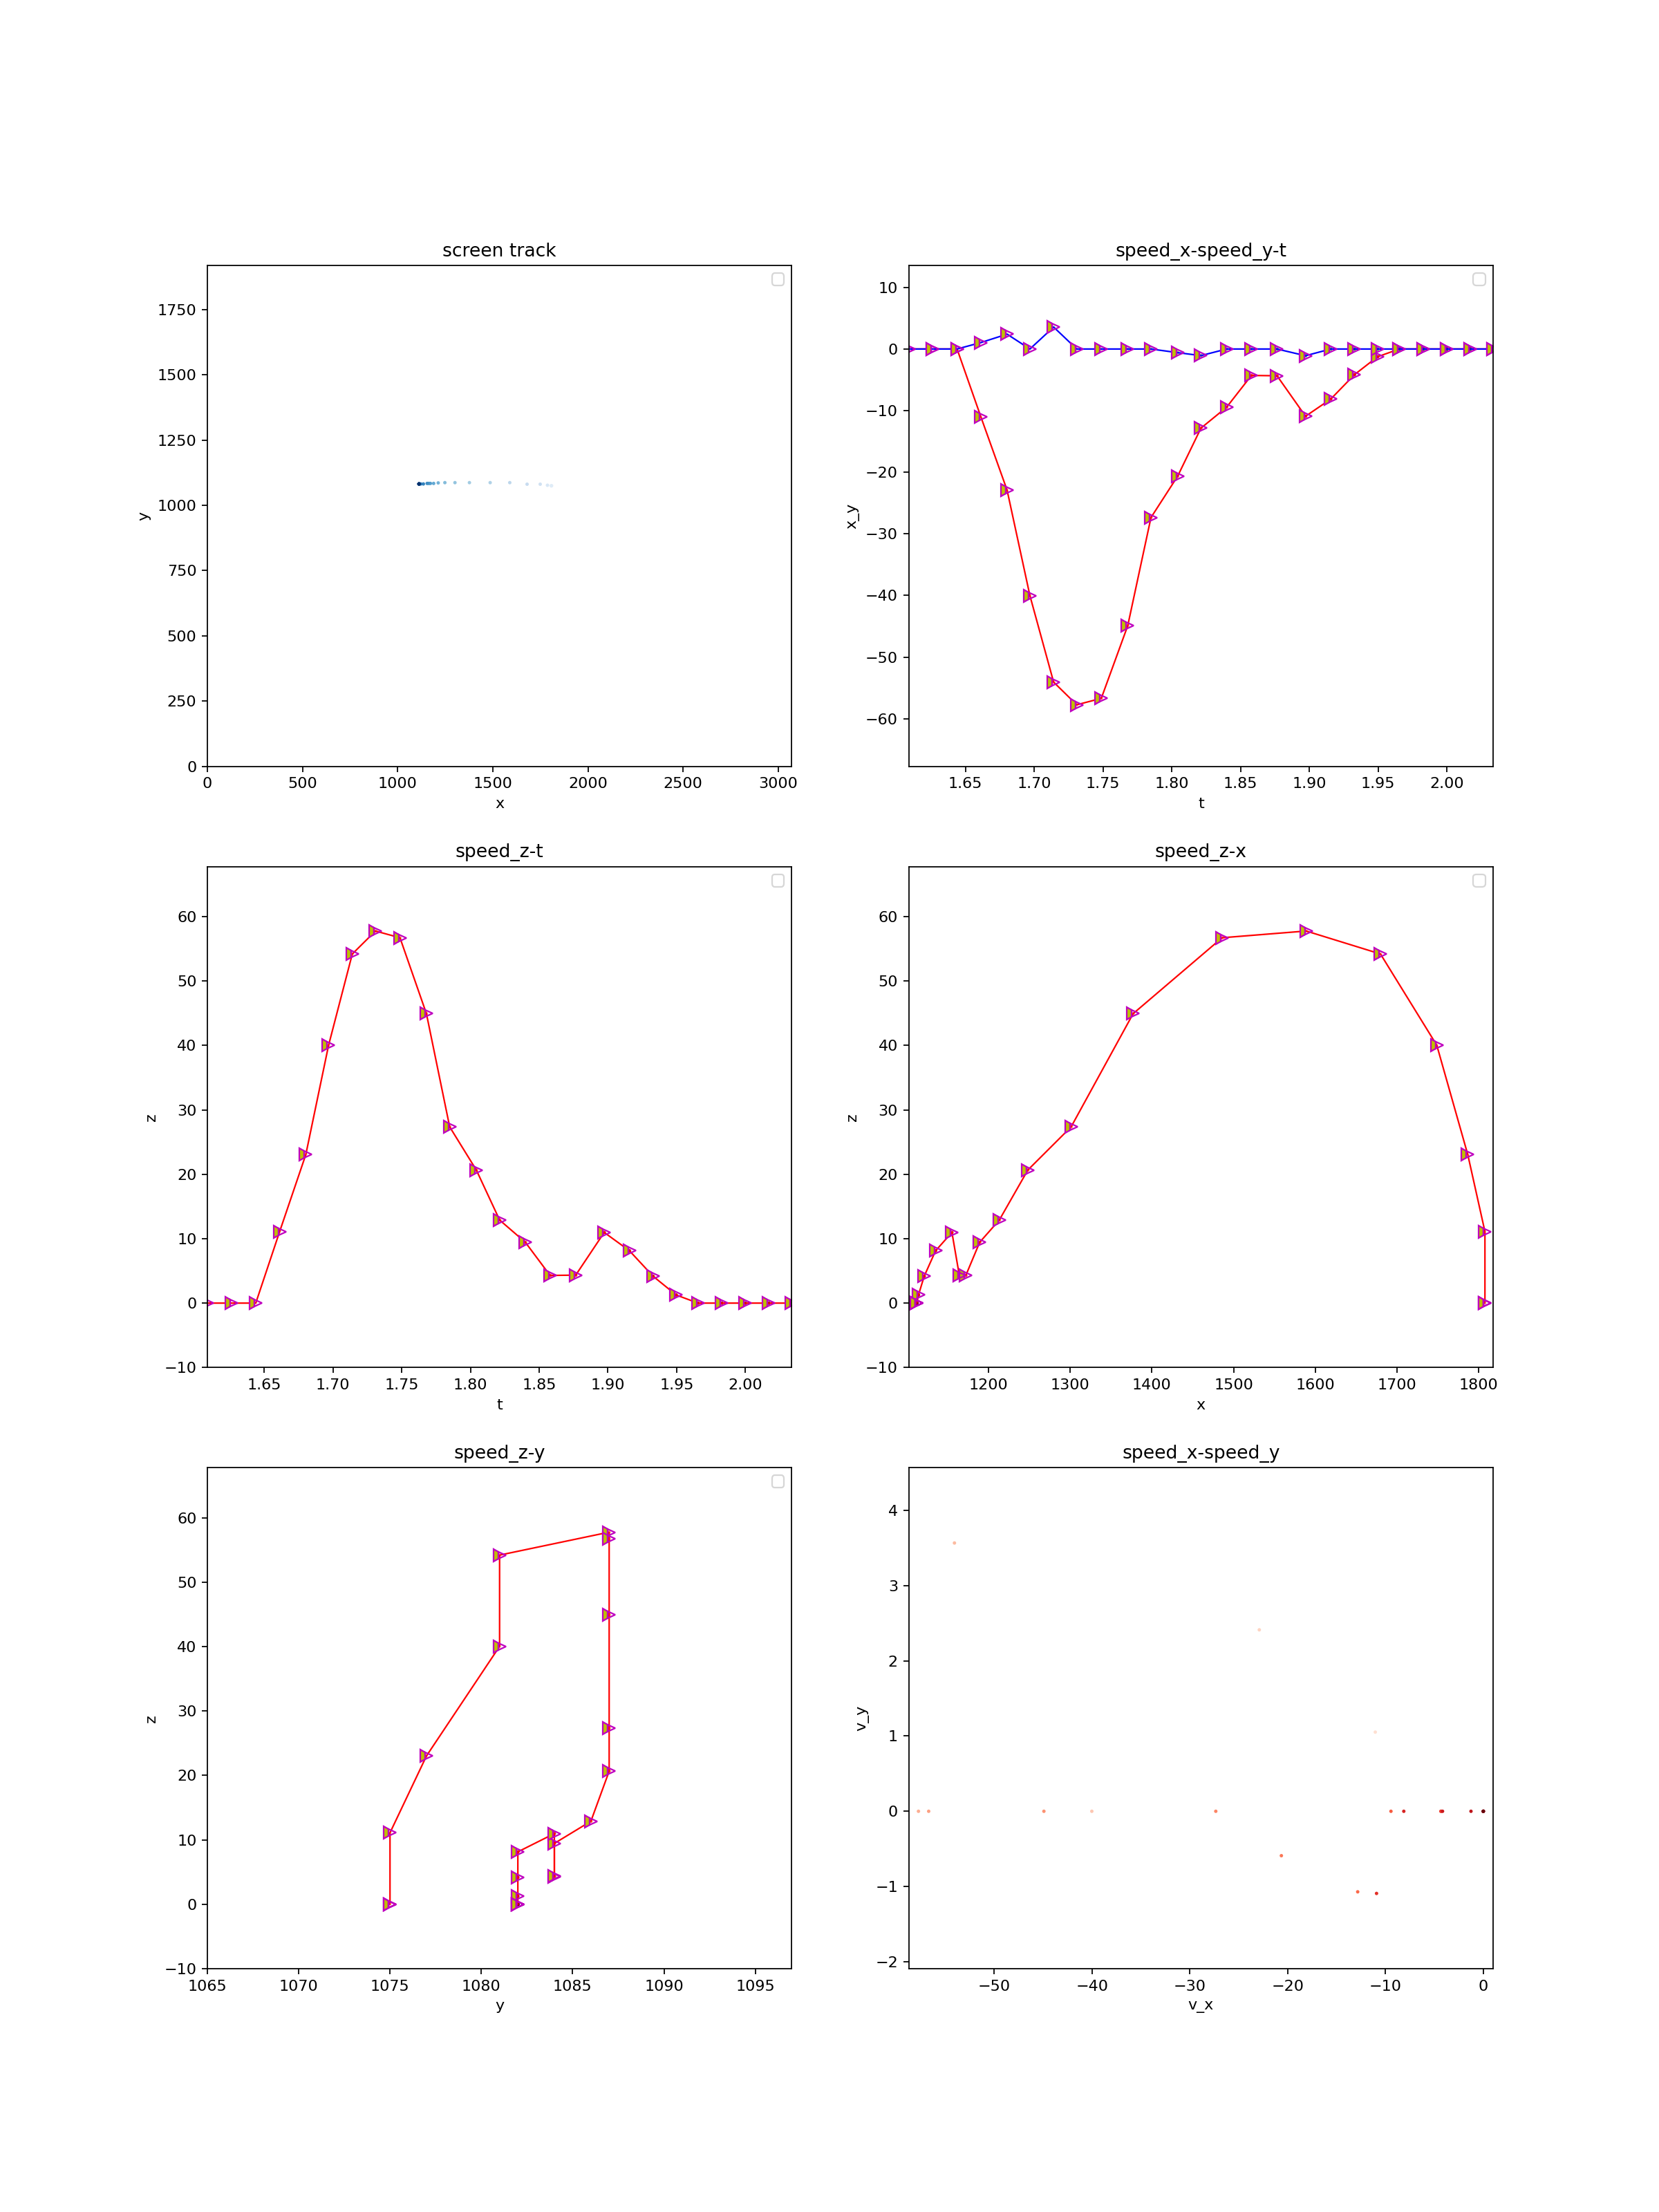 screen track
1750
1500
1250
1000
750
500
250
0
y
0 500 1000 1500 2000 2500 3000
x
speed_x-speed_y-t
10
0
−10
−20
−30
−40
−50
−60
x_y
1.65 1.70 1.75 1.80 1.85 1.90 1.95 2.00
t
speed_z-t
60
50
40
30
20
10
0
−10
z
1.65 1.70 1.75 1.80 1.85 1.90 1.95 2.00
t
speed_z-x
60
50
40
30
20
10
0
−10
z
1200 1300 1400 1500 1600 1700 1800
x
speed_z-y
60
50
40
30
20
10
0
−10
z
1065 1070 1075 1080 1085 1090 1095
y
speed_x-speed_y
4
3
2
1
0
−1
−2
v_y
−50 −40 −30 −20 −10 0
v_x